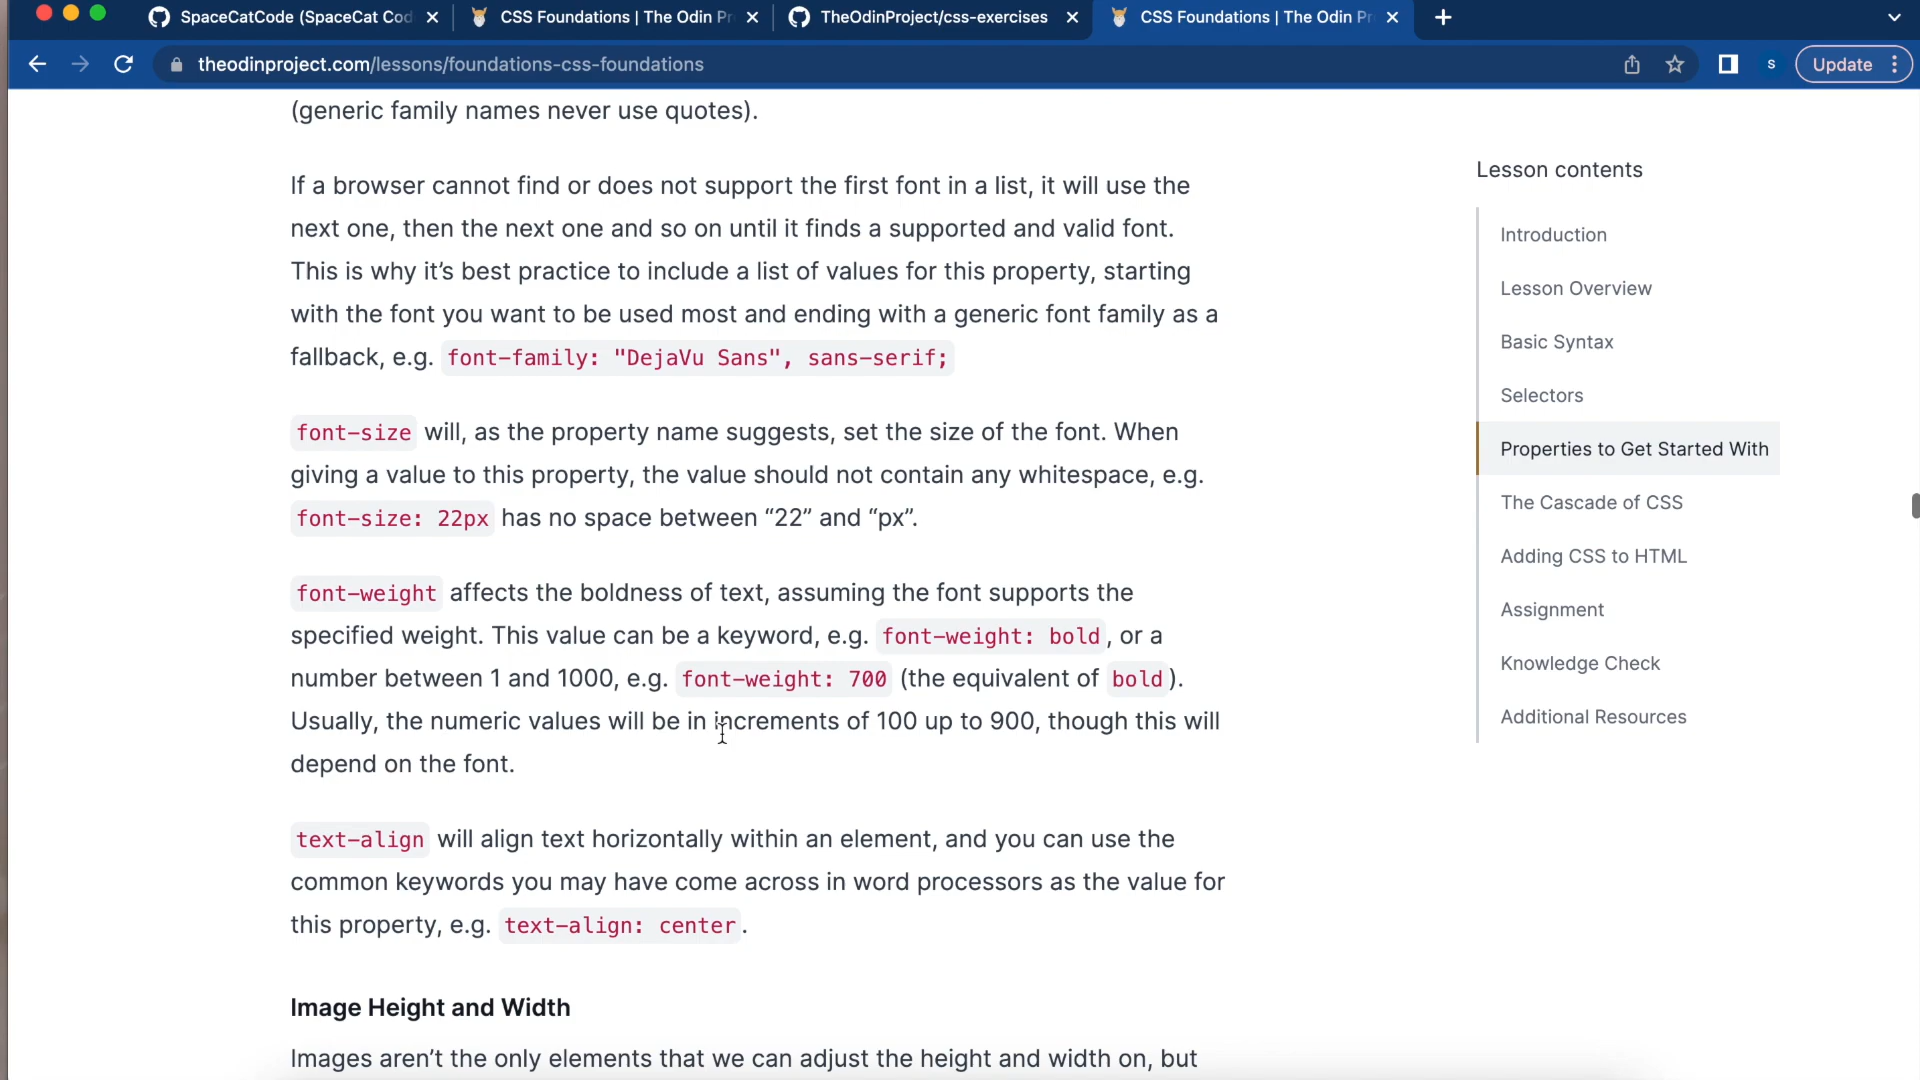 SpaceCatCode (SpaceCat Cod
CSS Foundations | The Odin Pr
TheOdinProject/css-exercises
CSS Foundations | The Odin Pr
theodinproject.com/lessons/foundations-css-foundations
S
Update
(generic family names never use quotes).
If a browser cannot find or does not support the first font in a list, it will use the
next one, then the next one and so on until it finds a supported and valid font.
This is why it’s best practice to include a list of values for this property, starting
with the font you want to be used most and ending with a generic font family as a
fallback, e.g. font-family: "DejaVu Sans", sans-serif;
font-size will, as the property name suggests, set the size of the font. When
giving a value to this property, the value should not contain any whitespace, e.g.
font-size: 22px has no space between “22” and “px”.
font-weight affects the boldness of text, assuming the font supports the
specified weight. This value can be a keyword, e.g. font-weight: bold, or a
number between 1 and 1000, e.g. font-weight: 700 (the equivalent of bold).
Usually, the numeric values will be in increments of 100 up to 900, though this will
depend on the font.
text-align will align text horizontally within an element, and you can use the
common keywords you may have come across in word processors as the value for
this property, e.g. text-align: center.
Image Height and Width
Images aren’t the only elements that we can adjust the height and width on, but
Lesson contents
Introduction
Lesson Overview
Basic Syntax
Selectors
Properties to Get Started With
The Cascade of CSS
Adding CSS to HTML
Assignment
Knowledge Check
Additional Resources